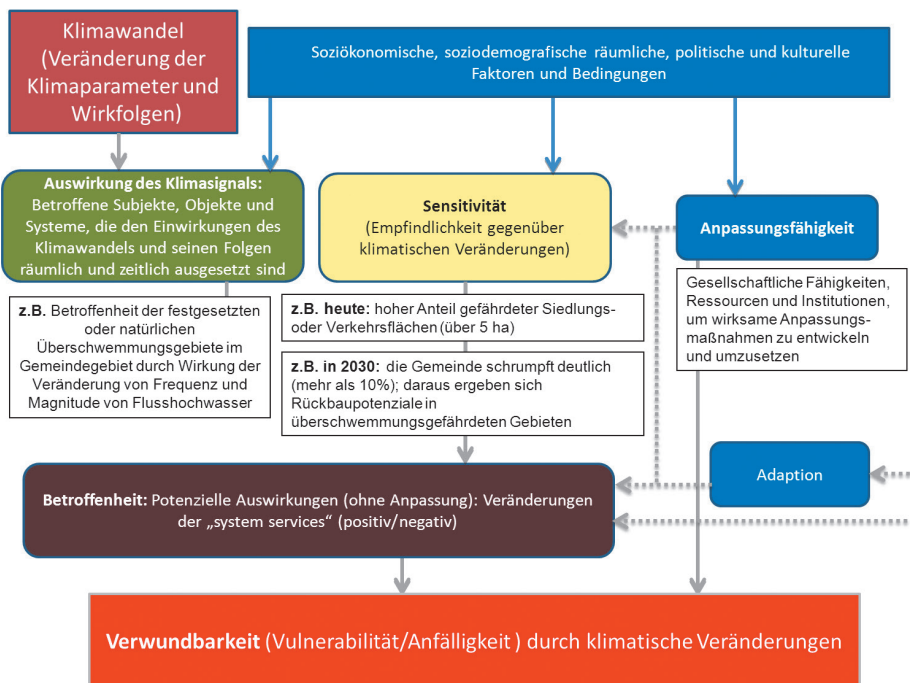 Klimawandel
(Veränderung der
Klimaparameter und
Wirkfolgen)
Soziökonomische, soziodemografische räumliche, politische und kulturelle
Faktoren und Bedingungen
Auswirkung des Klimasignals:
Betroffene Subjekte, Objekte und
Systeme, die den Einwirkungen des
Klimawandels und seinen Folgen
räumlich und zeitlich ausgesetzt sind
Sensitivität
(Empfindlichkeit gegenüber
klimatischen Veränderungen)
Anpassungsfähigkeit
z.B. Betroffenheit der festgesetzten
oder natürlichen
Überschwemmungsgebiete im
Gemeindegebiet durch Wirkung der
Veränderung von Frequenz und
Magnitude von Flusshochwasser
z.B. heute: hoher Anteil gefährdeter Siedlungs-
oder Verkehrsflächen (über 5 ha)
z.B. in 2030: die Gemeinde schrumpft deutlich
(mehr als 10%); daraus ergeben sich
Rückbaupotenziale in
überschwemmungsgefährdeten Gebieten
Gesellschaftliche Fähigkeiten,
Ressourcen und Institutionen,
um wirksame Anpassungs-
maßnahmen zu entwickeln
und umzusetzen
Betroffenheit: Potenzielle Auswirkungen (ohne Anpassung): Veränderungen
der „system services“ (positiv/negativ)
Adaption
Verwundbarkeit (Vulnerabilität/Anfälligkeit ) durch klimatische Veränderungen